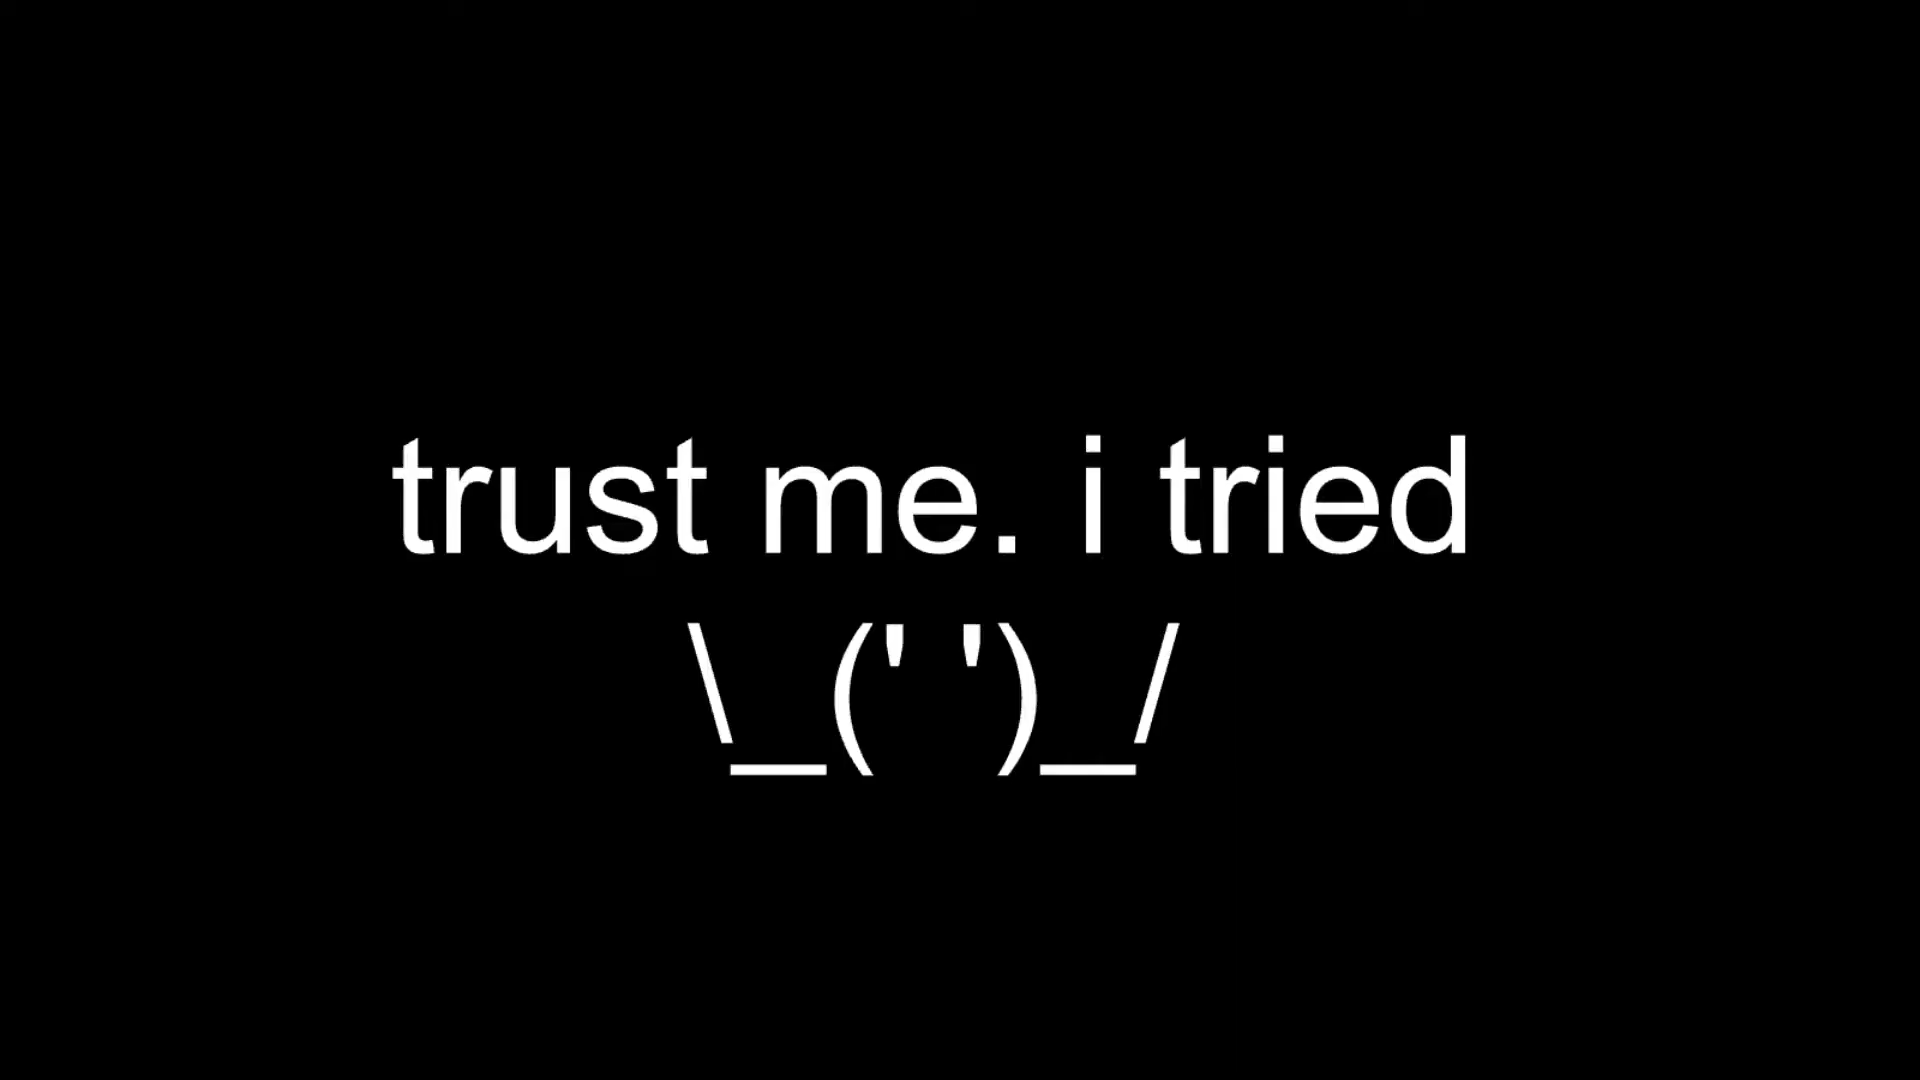 trust me. i tried
\_(' ')_/